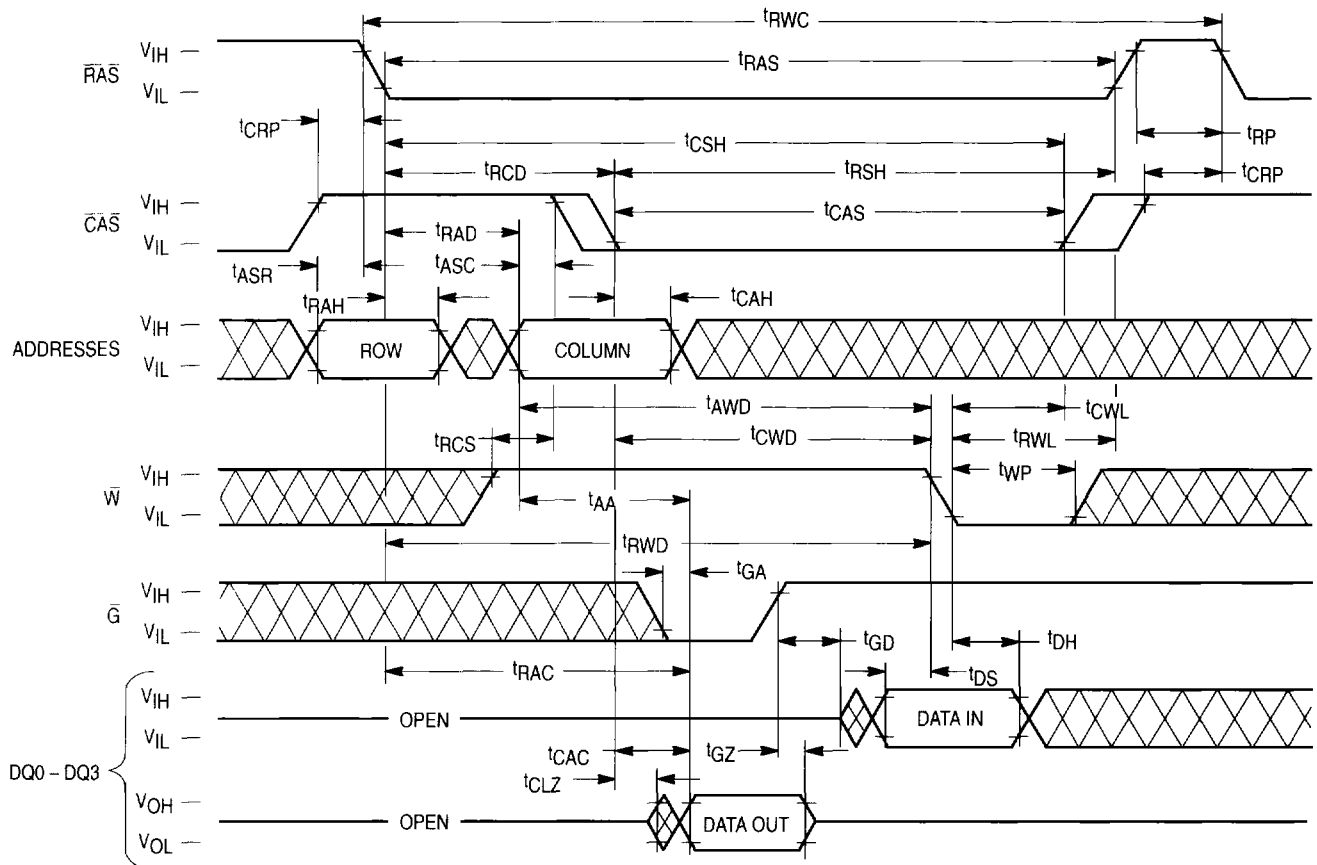 tRWC
VIH
RAS
tRAS
VIL
tCRP
tRP
tCSH
tRCD
tRSH
tCRP
VIH
CAS
tCAS
VIL
tRAD
tASR
tASC
tRAH
tCAH
VIH
ADDRESSES
ROW
COLUMN
VIL
tAWD
tCWL
tRCS
tCWD
tRWL
VIH
tWP
W
VIL
tAA
tRWD
tGA
VIH
G
VIL
tGD
tDH
tRAC
tDS
VIH
OPEN
DATA IN
VIL
tCAC
tGZ
DQ0 – DQ3
tCLZ
VOH
OPEN
DATA OUT
VOL